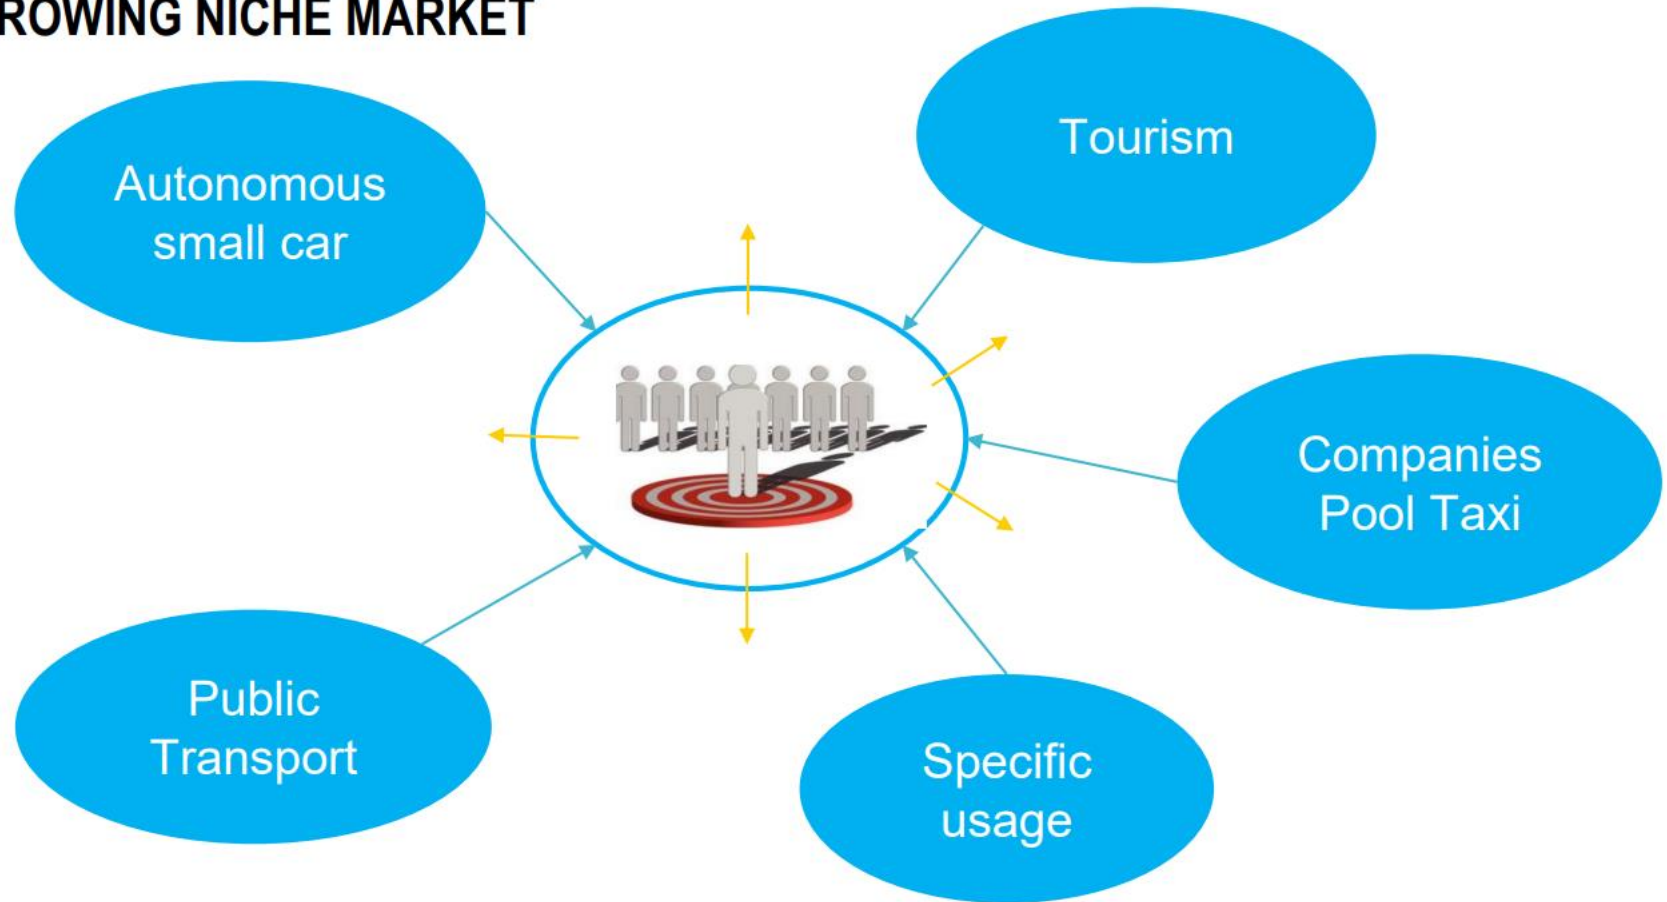 ROWING NICHE MARKET
Autonomous
small car
Tourism
Companies
Pool Taxi
Public
Transport
Specific
usage